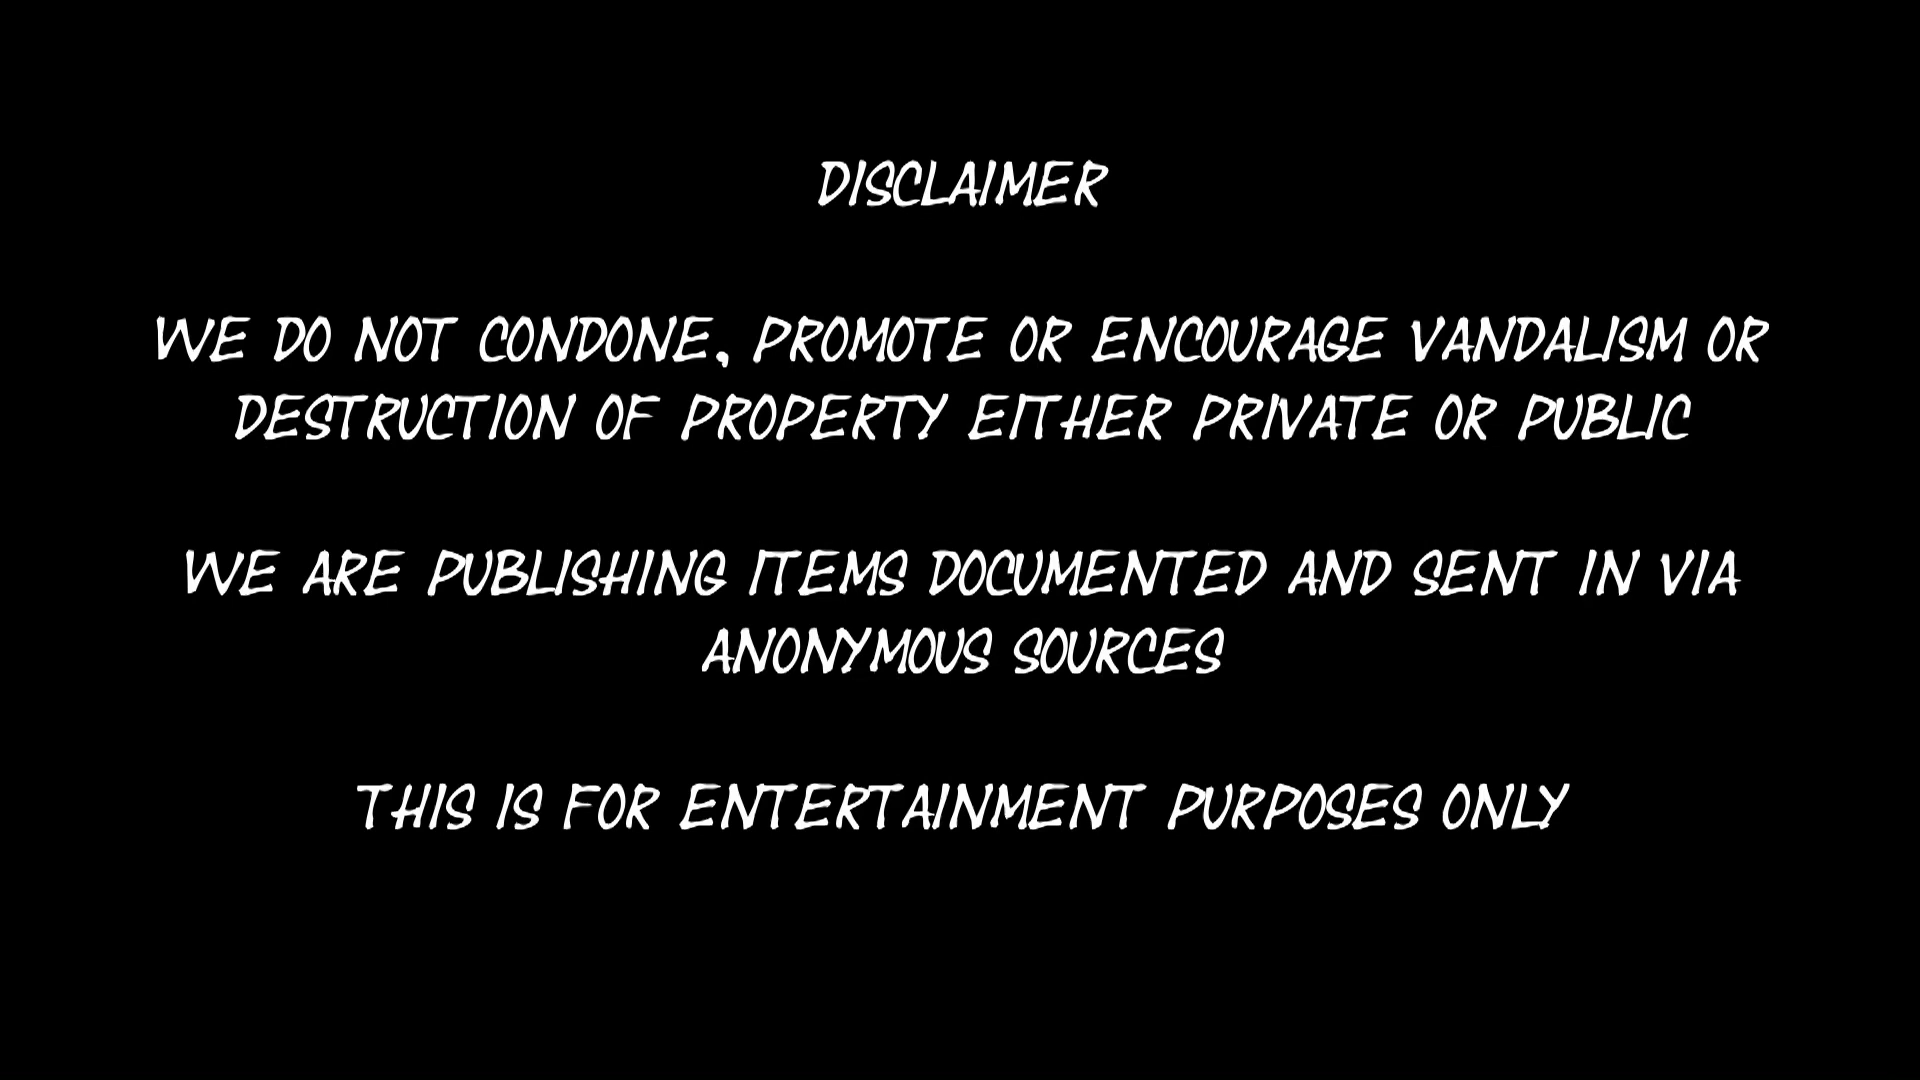 DISCLAIMER
WE DO NOT CONDONE, PROMOTE OR ENCOURAGE VANDALISM OR
DESTRUCTION OF PROPERTY EITHER PRIVATE OR PUBLIC
WE ARE PUBLISHING ITEMS DOCUMENTED AND SENT IN VIA
ANONYMOUS SOURCES
THIS IS FOR ENTERTAINMENT PURPOSES ONLY